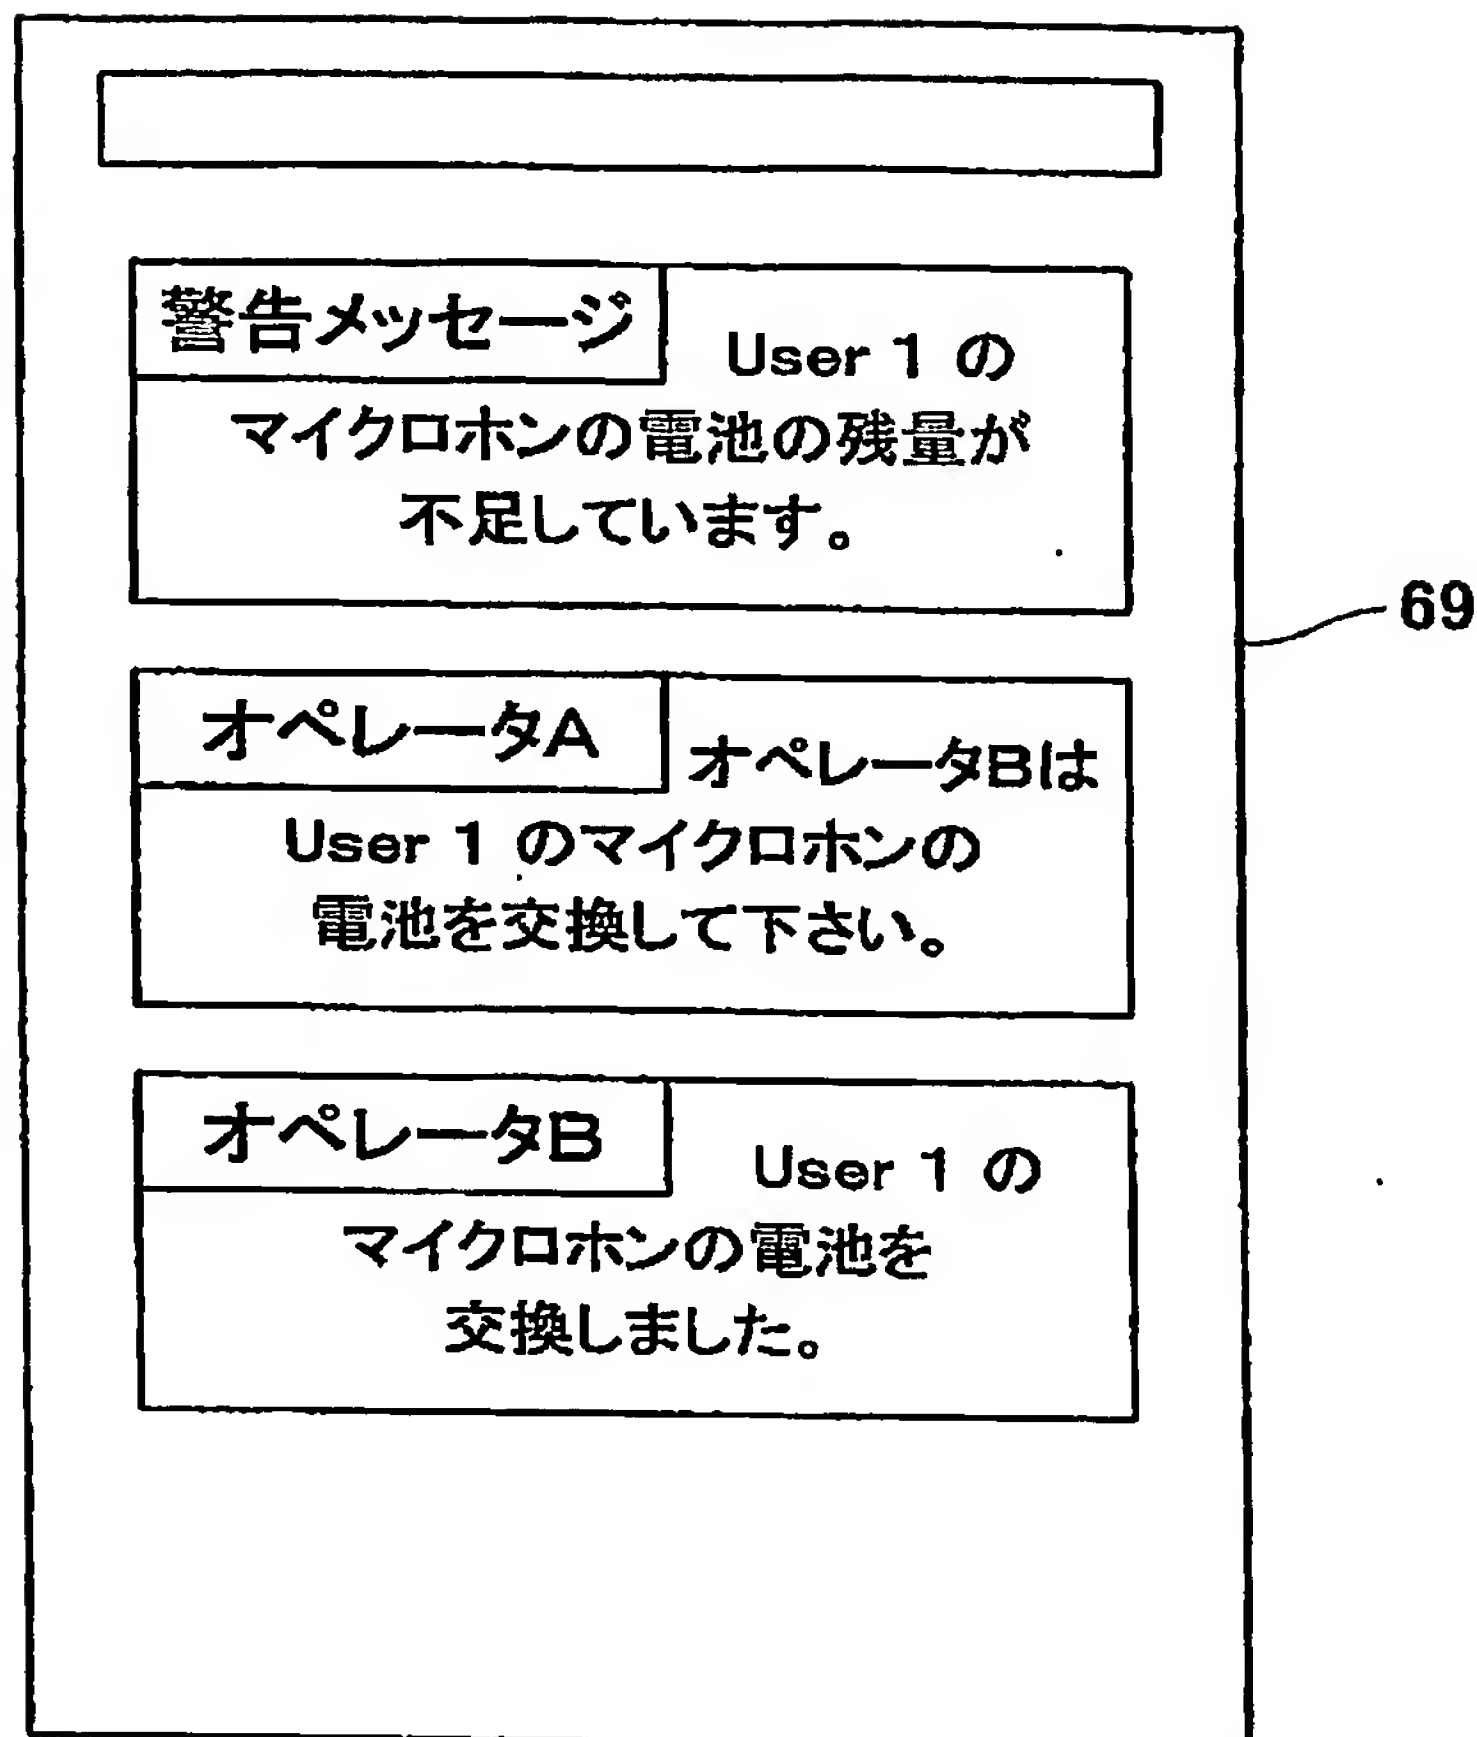 警告メッセージ
User 1 の
マイクロホンの電池の残量が
不足しています。
69
オペレータA
オペレータBは
User 1 のマイクロホンの
電池を交換して下さい。
オペレータB
User 1 の
マイクロホンの電池を
交換しました。